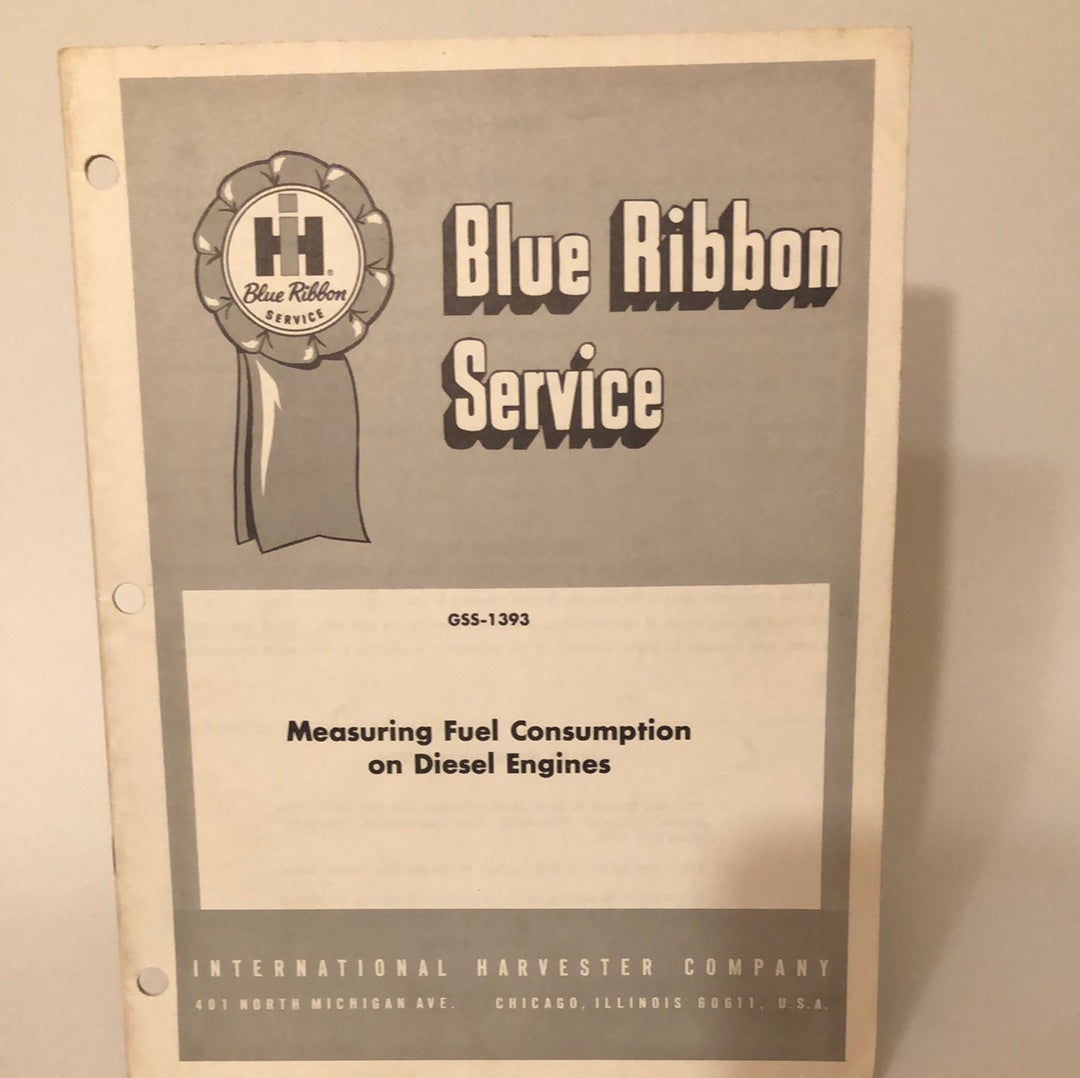 IH
®
Blue Ribbon
SERVICE
Blue Ribbon
Service
GSS-1393
Measuring Fuel Consumption
on Diesel Engines
INTERNATIONAL HARVESTER COMPANY
401 NORTH MICHIGAN AVE. CHICAGO, ILLINOIS 60611, U.S.A.